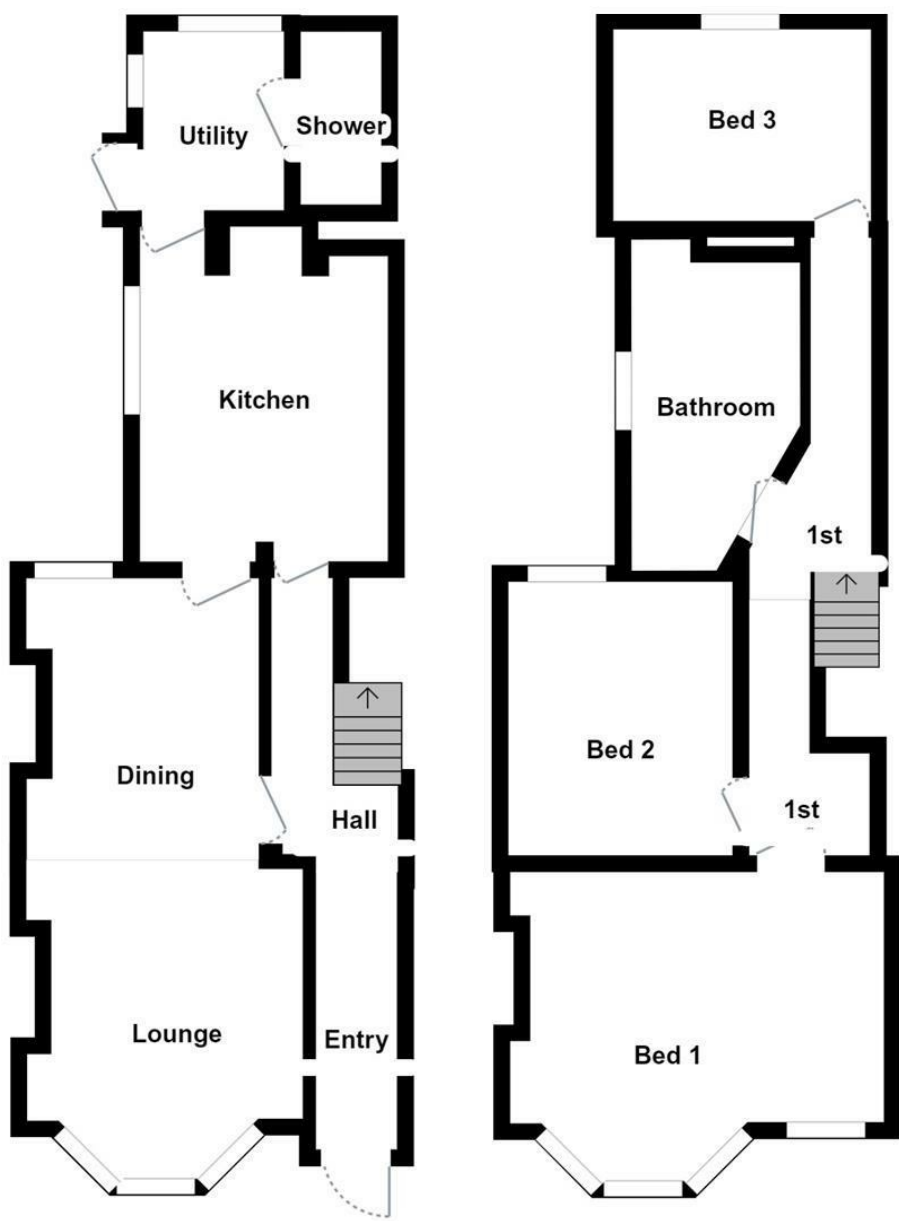 Utility
Shower
Kitchen
Dining
Hall
Lounge
Entry
Bed 3
Bathroom
1st
Bed 2
1st
Bed 1